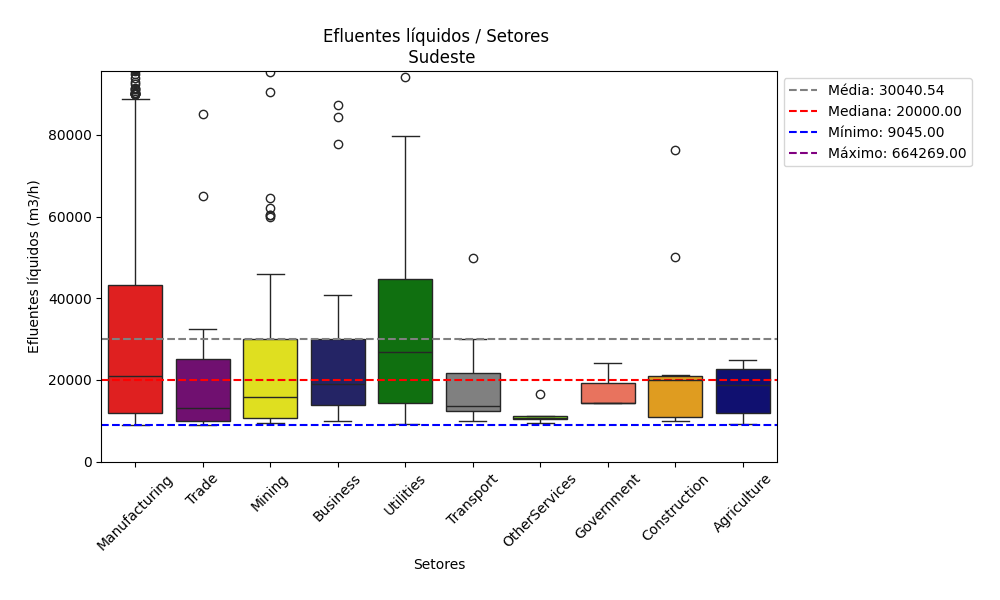 Efluentes líquidos / Setores
Sudeste
Média: 30040.54
Mediana: 20000.00
Mínimo: 9045.00
Máximo: 664269.00
Efluentes líquidos (m3/h)
80000
60000
40000
20000
0
Manufacturing
Trade
Mining
Business
Utilities
Transport
OtherServices
Government
Construction
Agriculture
Setores